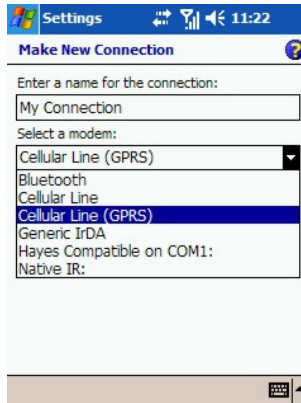 Settings 11:22
Make New Connection
Enter a name for the connection:
My Connection
Select a modem:
Cellular Line (GPRS)
Bluetooth
Cellular Line
Cellular Line (GPRS)
Generic IrDA
Hayes Compatible on COM1:
Native IR: